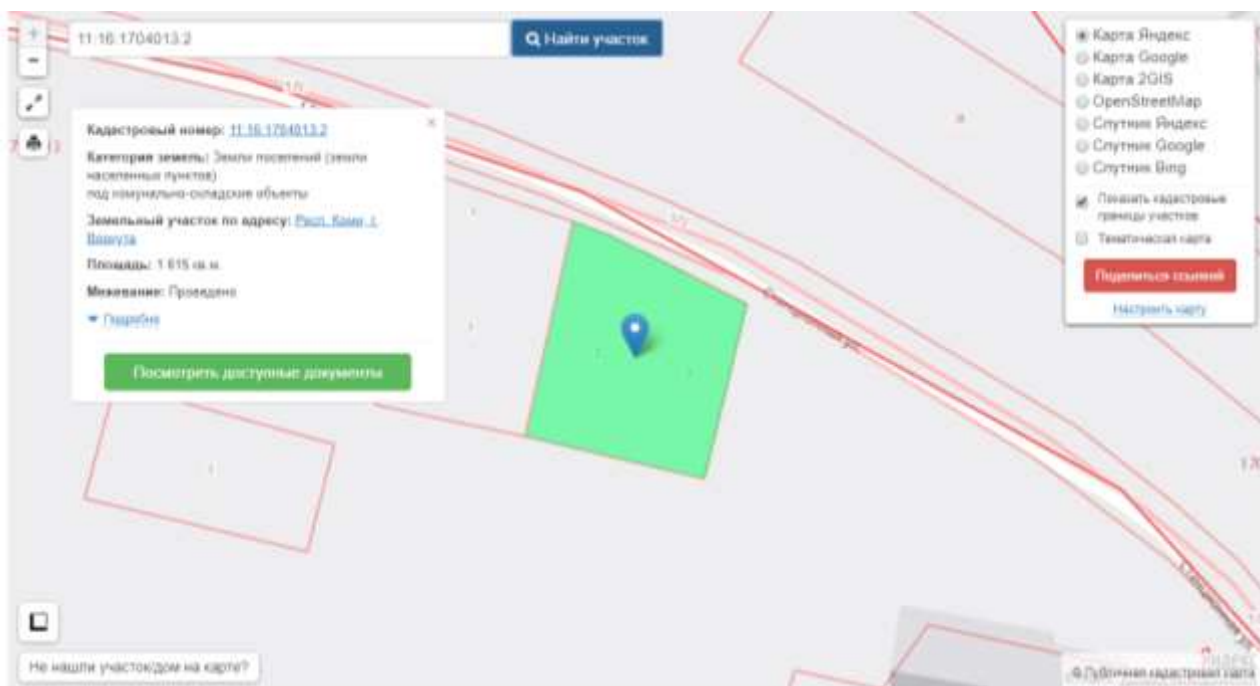 11:16:1704013:2
Найти участок
Кадастровый номер: 11:16:1704013:2
Категория земель: Земли поселений (земли
населенных пунктов)
под комунально-складские объекты
Земельный участок по адресу: Респ. Коми, г.
Воркута
Площадь: 1 615 кв.м.
Межевание: Проведено
Подробно
Посмотреть доступные документы
Карта Яндекс
Карта Google
Карта 2GIS
OpenStreetMap
Спутник Яндекс
Спутник Google
Спутник Bing
Показать кадастровые
границы участков
Тематическая карта
Поделиться ссылкой
Настроить карту
Не нашли участок/дом на карте?
© Публичная кадастровая карта